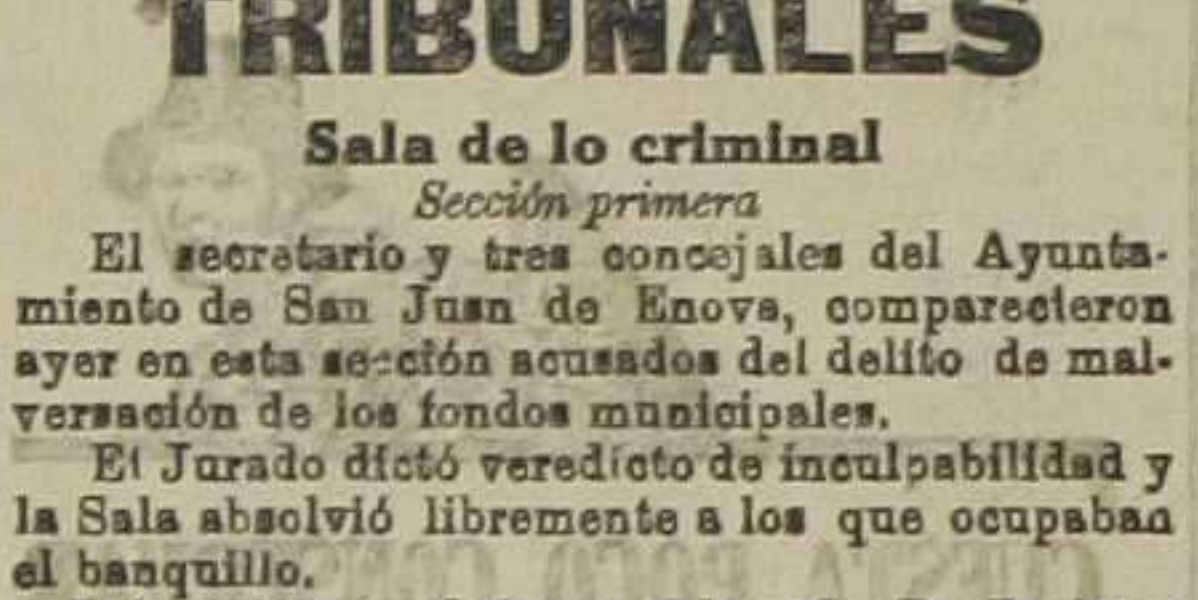 TRIBUNALES
Sala de lo criminal
Sección primera
El secretario y tres concejales del Ayunta-
miento de San Juan de Enova, comparecieron
ayer en esta sección acusados del delito de mal-
versación de los fondos municipales.
El Jurado dictó veredicto de inculpabilidad y
la Sala absolvió libremente a los que ocupaban
el banquillo.